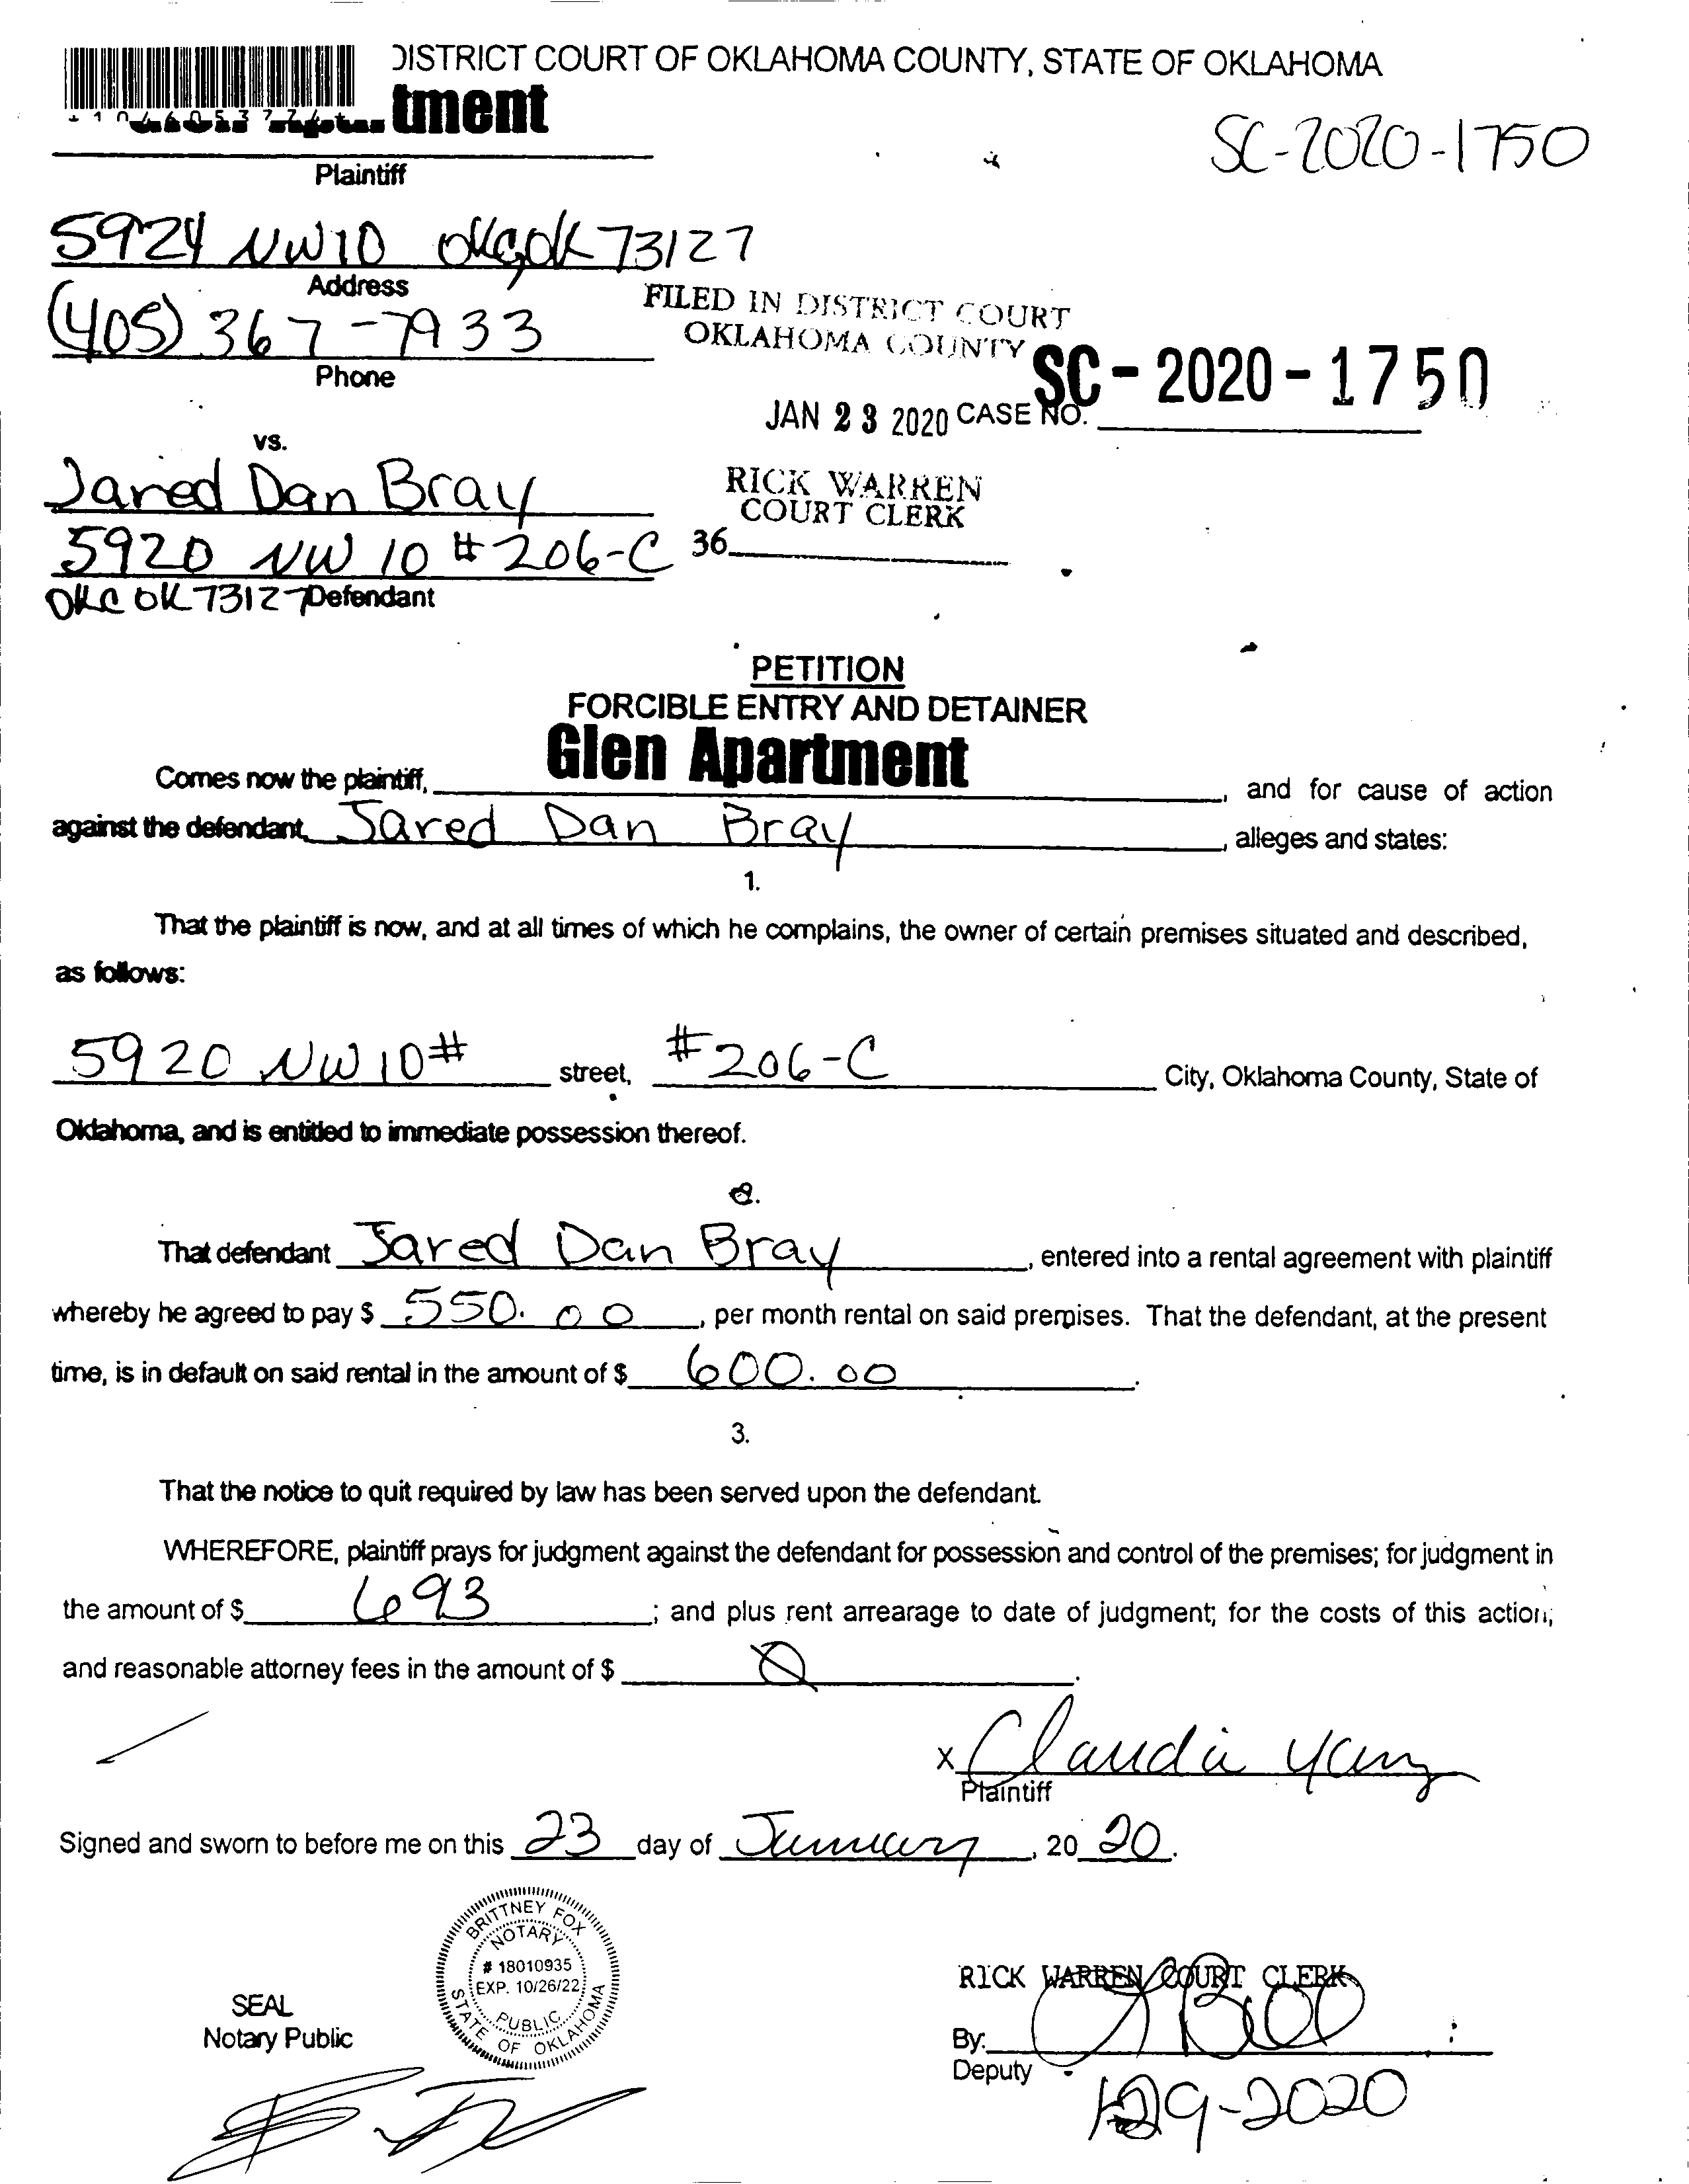 DISTRICT COURT OF OKLAHOMA COUNTY, STATE OF OKLAHOMA
tment
SC-2020-1750
Plaintiff
5924 NW10 OKC, OK 73127
Address
(405) 367-7933
FILED IN DISTRICT COURT
OKLAHOMA COUNTY
Phone
SC-2020-1750
JAN 23 2020 CASE NO.
vs.
Jared Dan Bray
RICK WARREN
COURT CLERK
5920 NW 10 #206-C
36
OKC OK 73127 Defendant
PETITION
FORCIBLE ENTRY AND DETAINER
Glen Apartment
Comes now the plaintiff, , and for cause of action
against the defendant, Jared Dan Bray , alleges and states:
1.
That the plaintiff is now, and at all times of which he complains, the owner of certain premises situated and described,
as follows:
5920 NW 10# street, #206-C City, Oklahoma County, State of
Oklahoma, and is entitled to immediate possession thereof.
2.
That defendant Jared Dan Bray , entered into a rental agreement with plaintiff
whereby he agreed to pay $ 550.00 , per month rental on said premises. That the defendant, at the present
time, is in default on said rental in the amount of $ 600.00 .
3.
That the notice to quit required by law has been served upon the defendant.
WHEREFORE, plaintiff prays for judgment against the defendant for possession and control of the premises; for judgment in
the amount of $ 693 ; and plus rent arrearage to date of judgment; for the costs of this action;
and reasonable attorney fees in the amount of $ 0 .
x Claudia Yanz
Plaintiff
Signed and sworn to before me on this 23 day of January , 20 20 .
BRITTNEY FOX
NOTARY
# 18010935
EXP. 10/26/22
PUBLIC
STATE OF OKLAHOMA
SEAL
Notary Public
RICK WARREN COURT CLERK
By:
Deputy
1-29-2020